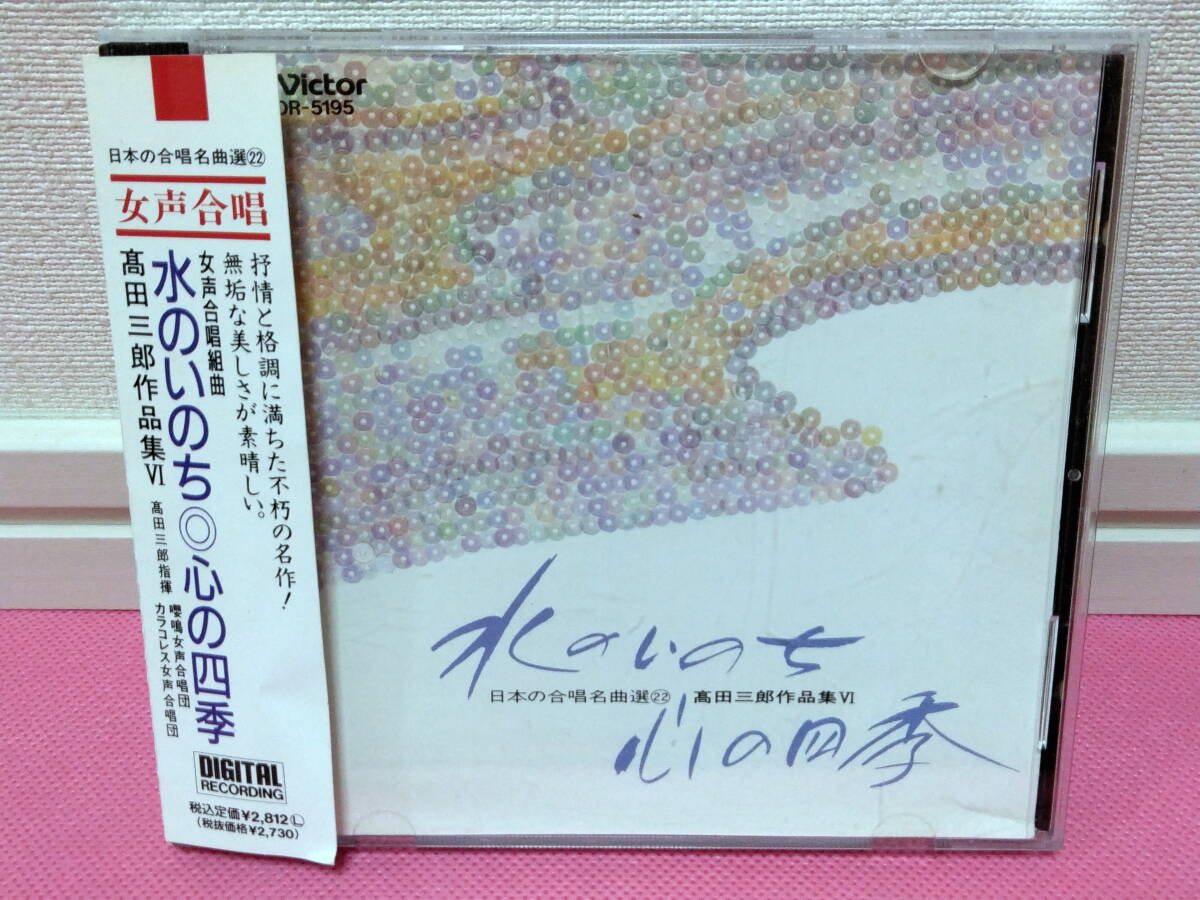 日本の合唱名曲選㉒
女声合唱
抒情と格調に満ちた不朽の名作!
無垢な美しさが素晴しい。
女声合唱組曲
水のいのち◎心の四季
髙田三郎作品集Ⅵ
髙田三郎指揮
嚶鳴女声合唱団
カラコレス女声合唱団
DIGITAL
RECORDING
税込定価¥2,812Ⓛ
(税抜価格¥2,730)
Victor
DR-5195
水のいのち
日本の合唱名曲選㉒ 髙田三郎作品集Ⅵ
心の四季